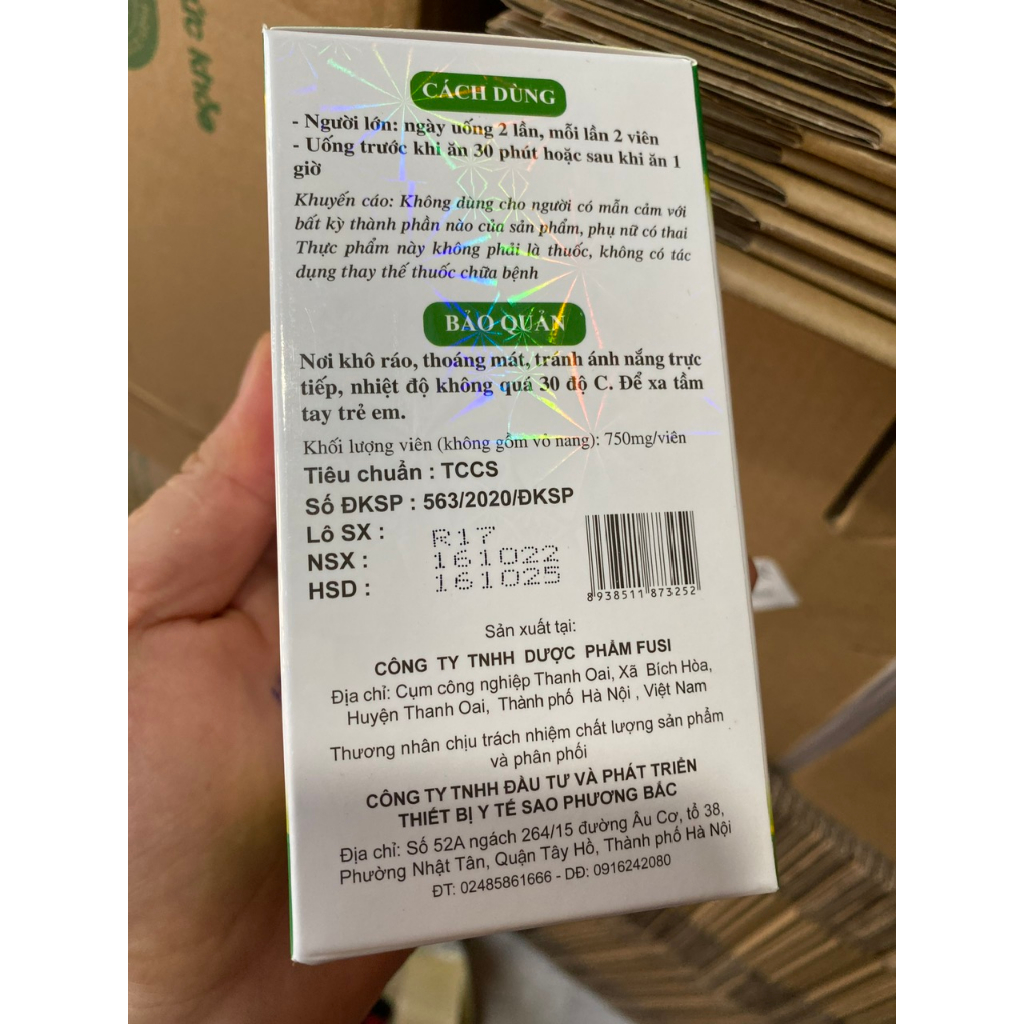 CÁCH DÙNG
- Người lớn: ngày uống 2 lần, mỗi lần 2 viên
- Uống trước khi ăn 30 phút hoặc sau khi ăn 1
giờ
Khuyến cáo: Không dùng cho người có mẫn cảm với
bất kỳ thành phần nào của sản phẩm, phụ nữ có thai
Thực phẩm này không phải là thuốc, không có tác
dụng thay thế thuốc chữa bệnh
BẢO QUẢN
Nơi khô ráo, thoáng mát, tránh ánh nắng trực
tiếp, nhiệt độ không quá 30 độ C. Để xa tầm
tay trẻ em.
Khối lượng viên (không gồm vỏ nang): 750mg/viên
Tiêu chuẩn : TCCS
Số ĐKSP : 563/2020/ĐKSP
Lô SX : R17
NSX : 161022
HSD : 161025
8 938511 873252
Sản xuất tại:
CÔNG TY TNHH DƯỢC PHẨM FUSI
Địa chỉ: Cụm công nghiệp Thanh Oai, Xã Bích Hòa,
Huyện Thanh Oai, Thành phố Hà Nội , Việt Nam
Thương nhân chịu trách nhiệm chất lượng sản phẩm
và phân phối
CÔNG TY TNHH ĐẦU TƯ VÀ PHÁT TRIỂN
THIẾT BỊ Y TẾ SAO PHƯƠNG BẮC
Địa chỉ: Số 52A ngách 264/15 đường Âu Cơ, tổ 38,
Phường Nhật Tân, Quận Tây Hồ, Thành phố Hà Nội
ĐT: 02485861666 - DĐ: 0916242080